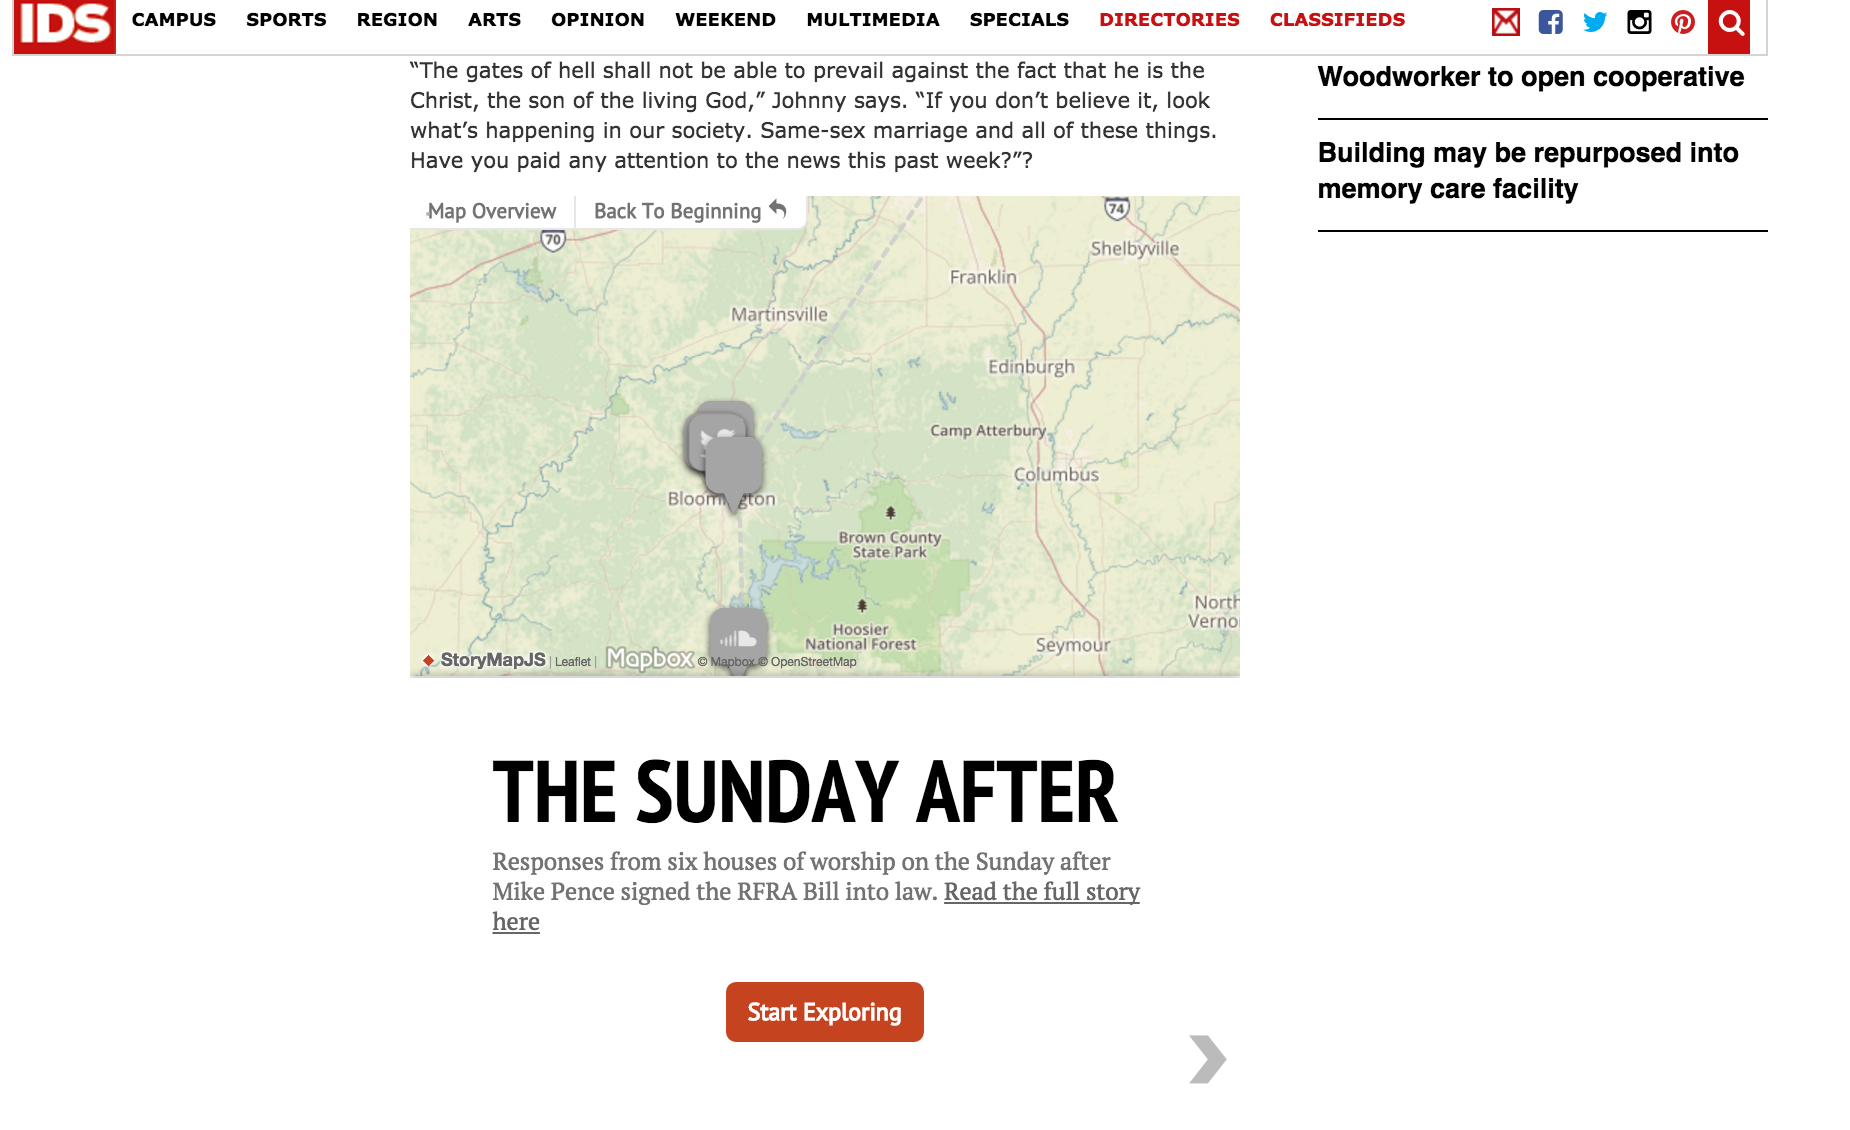 IDS
CAMPUS SPORTS REGION ARTS OPINION WEEKEND MULTIMEDIA SPECIALS DIRECTORIES CLASSIFIEDS
“The gates of hell shall not be able to prevail against the fact that he is the
Christ, the son of the living God,” Johnny says. “If you don’t believe it, look
what’s happening in our society. Same-sex marriage and all of these things.
Have you paid any attention to the news this past week?”?
Woodworker to open cooperative
Building may be repurposed into
memory care facility
Map Overview
Back To Beginning
74
70
Shelbyville
Franklin
Martinsville
Edinburgh
Camp Atterbury
Columbus
Bloomington
Brown County
State Park
North
Verno
Hoosier
National Forest
Seymour
StoryMapJS | Leaflet | Mapbox © Mapbox © OpenStreetMap
THE SUNDAY AFTER
Responses from six houses of worship on the Sunday after
Mike Pence signed the RFRA Bill into law. Read the full story
here
Start Exploring